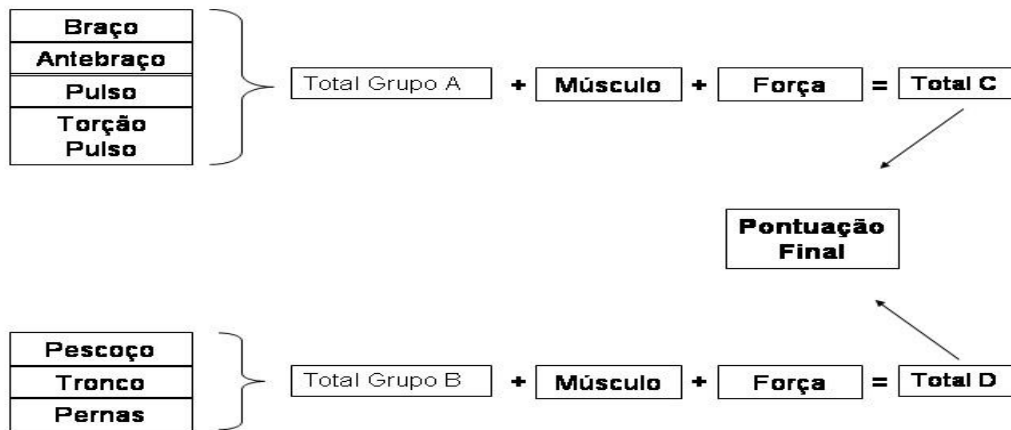 Braço
Antebraço
Pulso
Torção
Pulso
Total Grupo A + Músculo + Força = Total C
Pontuação
Final
Pescoço
Tronco
Pernas
Total Grupo B + Músculo + Força = Total D